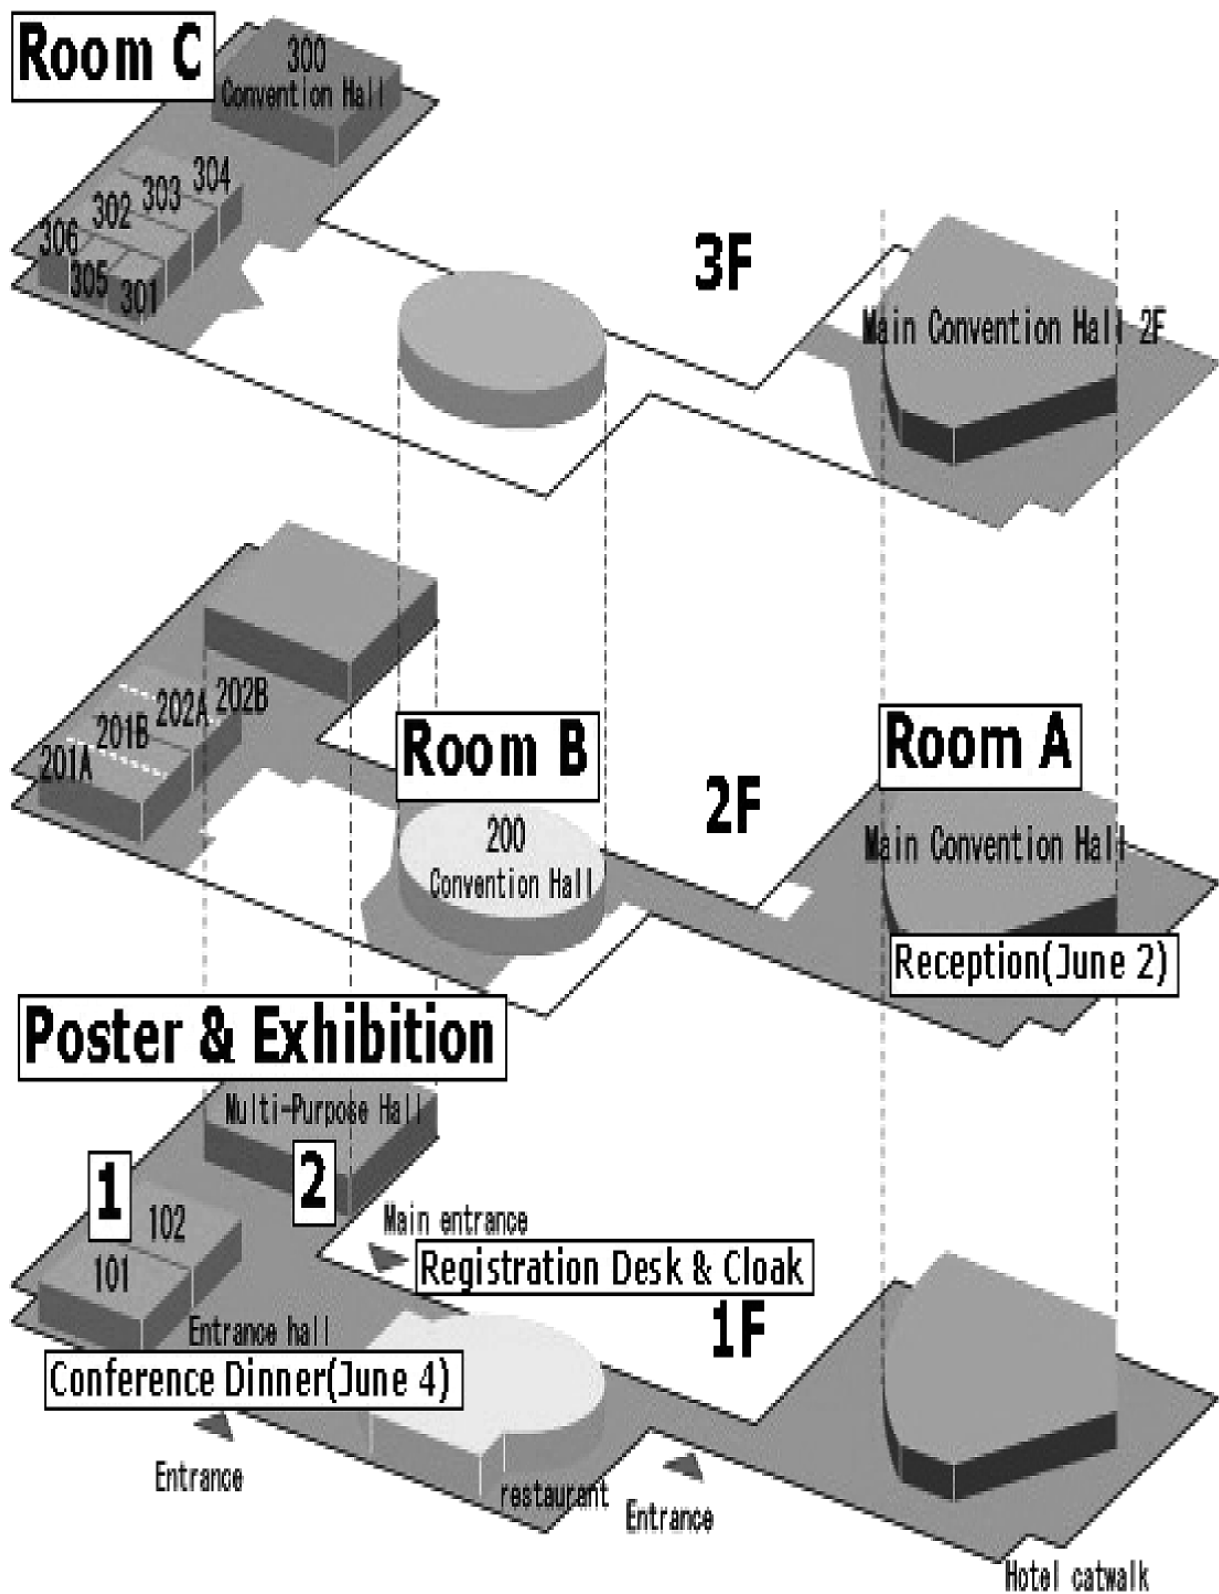 Room C
300
Convention Hall
304
303
302
306
305
301
3F
Main Convention Hall 2F
202B
202A
201B
201A
Room B
Room A
2F
200
Convention Hall
Main Convention Hall
Reception(June 2)
Poster & Exhibition
Multi-Purpose Hall
1
2
102
101
Main entrance
Registration Desk & Cloak
1F
Entrance hall
Conference Dinner(June 4)
Entrance
restaurant
Entrance
Hotel catwalk